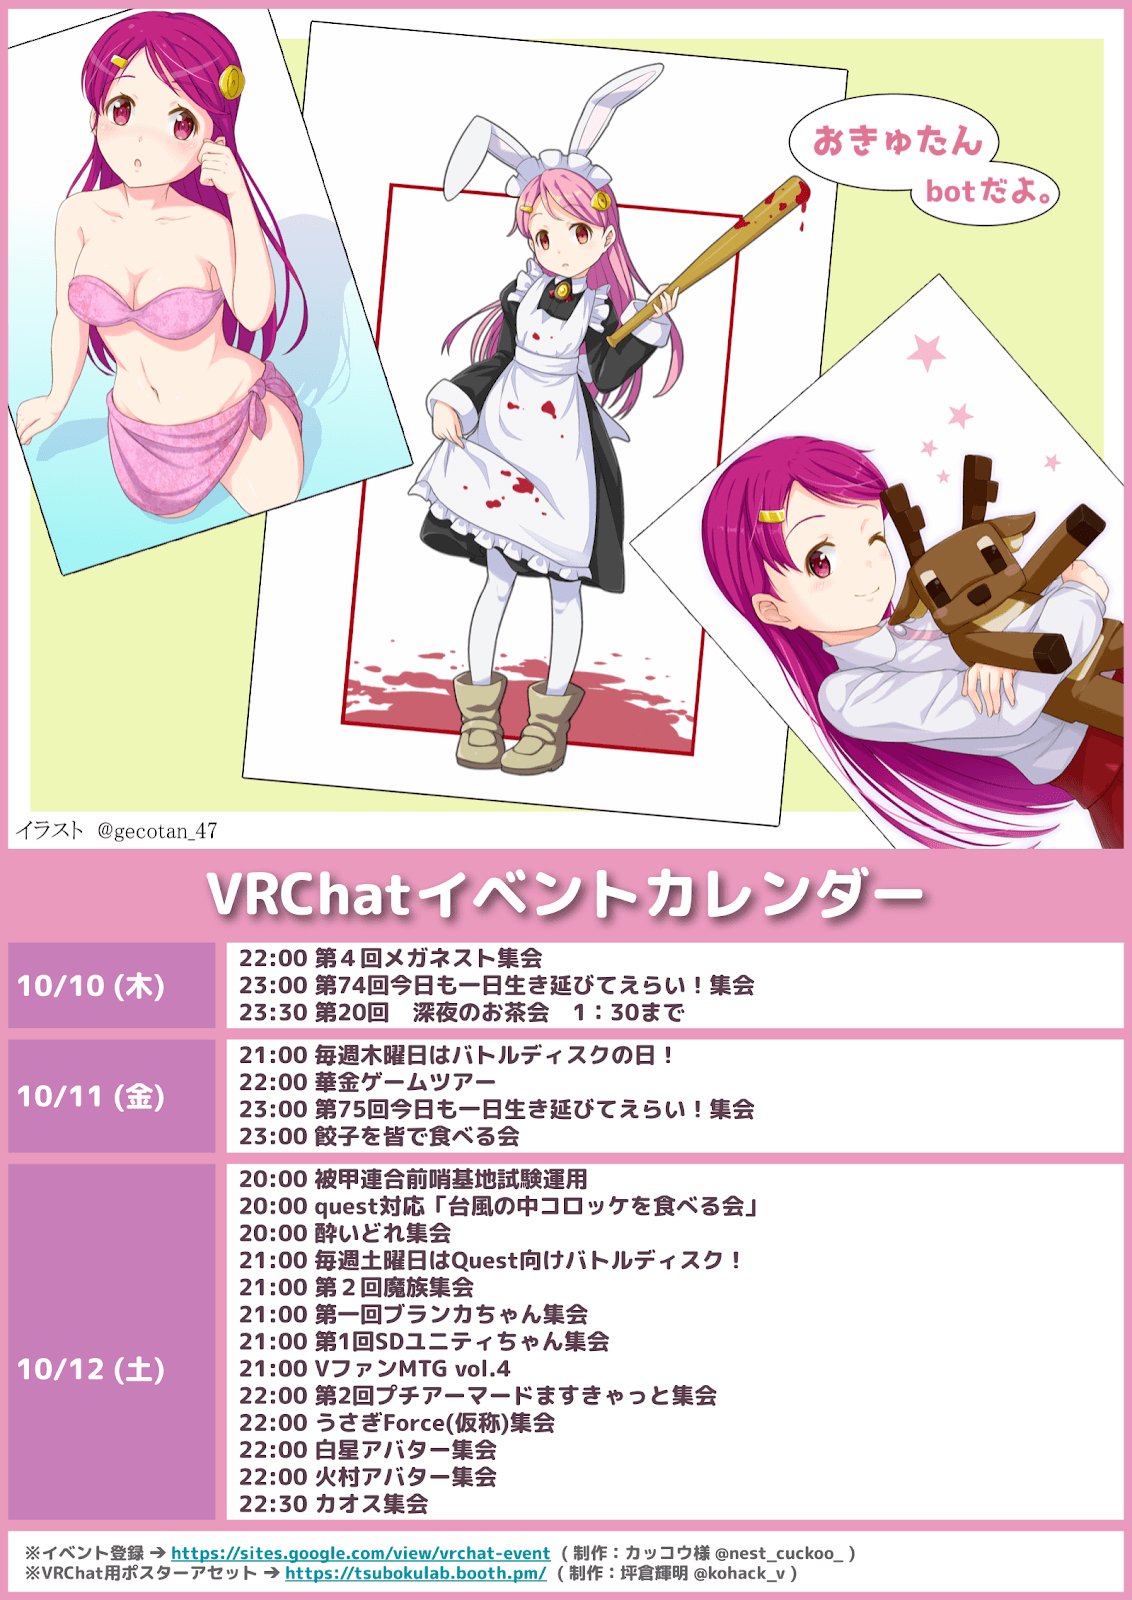 おきゅたん
botだよ。
イラスト @gecotan_47
VRChatイベントカレンダー
10/10 (木)
22:00 第４回メガネスト集会
23:00 第74回今日も一日生き延びてえらい！集会
23:30 第20回　深夜のお茶会　1：30まで
10/11 (金)
21:00 毎週木曜日はバトルディスクの日！
22:00 華金ゲームツアー
23:00 第75回今日も一日生き延びてえらい！集会
23:00 餃子を皆で食べる会
10/12 (土)
20:00 被甲連合前哨基地試験運用
20:00 quest対応「台風の中コロッケを食べる会」
20:00 酔いどれ集会
21:00 毎週土曜日はQuest向けバトルディスク！
21:00 第２回魔族集会
21:00 第一回ブランカちゃん集会
21:00 第1回SDユニティちゃん集会
21:00 VファンMTG vol.4
22:00 第2回プチアーマードますきゃっと集会
22:00 うさぎForce(仮称)集会
22:00 白星アバター集会
22:00 火村アバター集会
22:30 カオス集会
※イベント登録 → https://sites.google.com/view/vrchat-event ( 制作：カッコウ様 @nest_cuckoo_ )
※VRChat用ポスターアセット → https://tsubokulab.booth.pm/ ( 制作：坪倉輝明 @kohack_v )